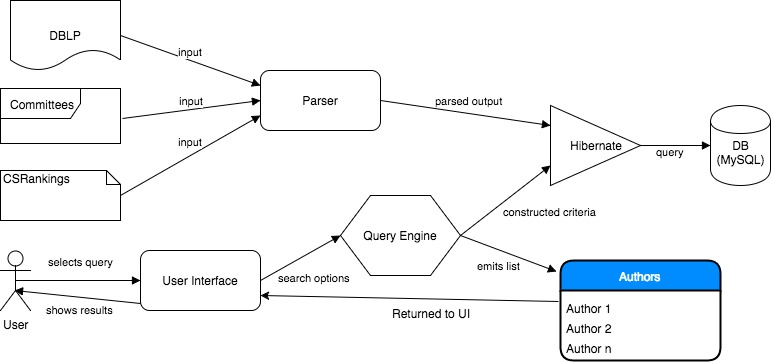 DBLP
input
Committees
input
Parser
parsed output
input
CSRankings
Hibernate
query
DB
(MySQL)
constructed criteria
Query Engine
selects query
User Interface
search options
emits list
shows results
User
Returned to UI
Authors
Author 1
Author 2
Author n